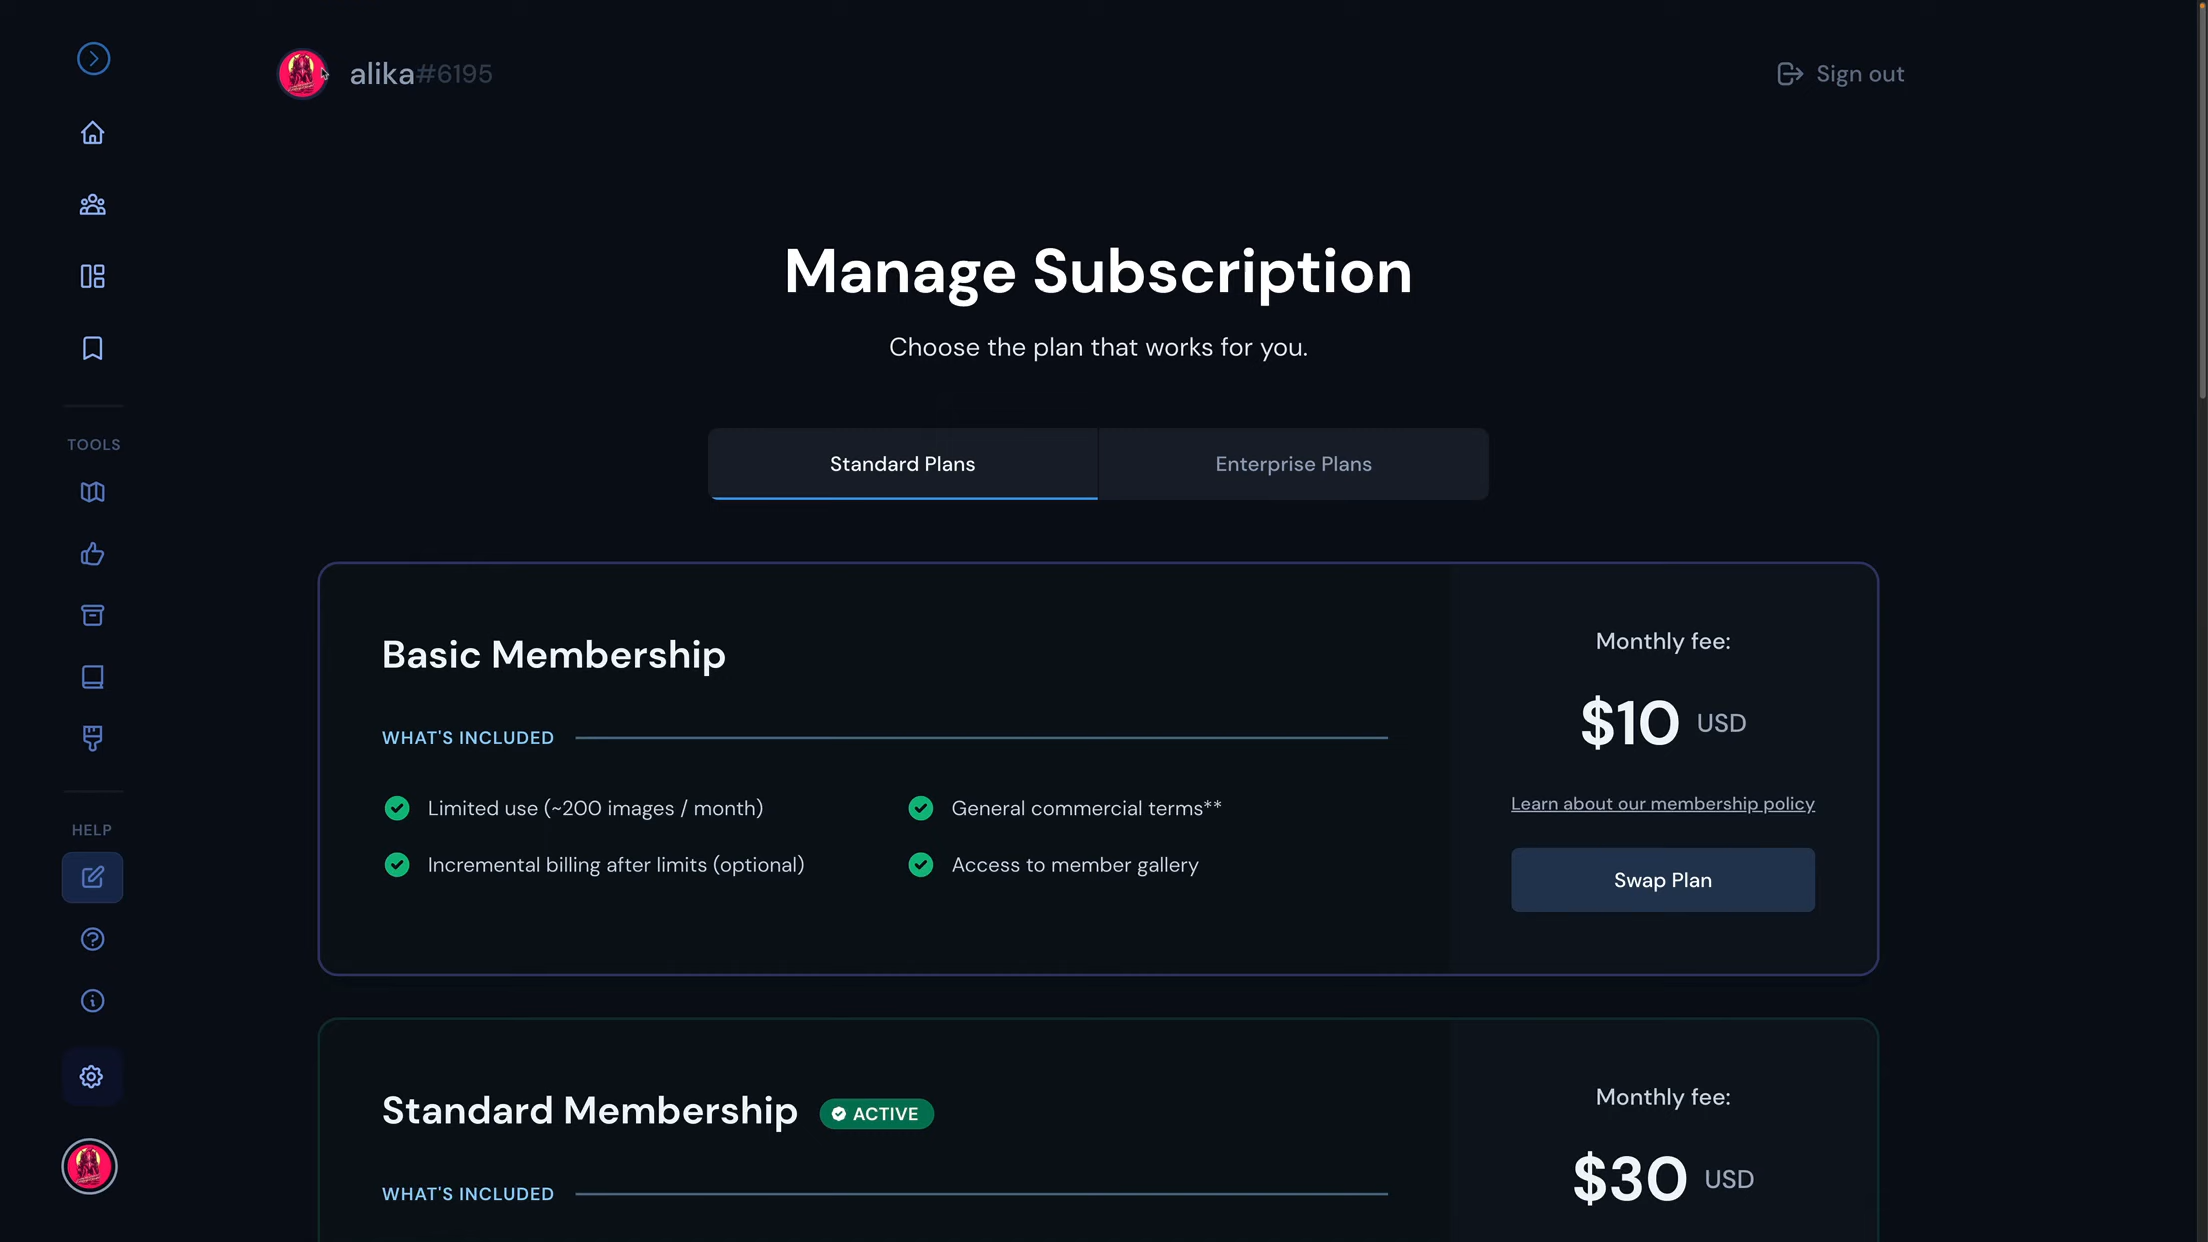 alika#6195
Sign out
Manage Subscription
Choose the plan that works for you.
Standard Plans
Enterprise Plans
TOOLS
Basic Membership
Monthly fee:
$10 USD
WHAT'S INCLUDED
Limited use (~200 images / month)
General commercial terms**
Learn about our membership policy
Incremental billing after limits (optional)
Access to member gallery
Swap Plan
HELP
Standard Membership
ACTIVE
Monthly fee:
$30 USD
WHAT'S INCLUDED